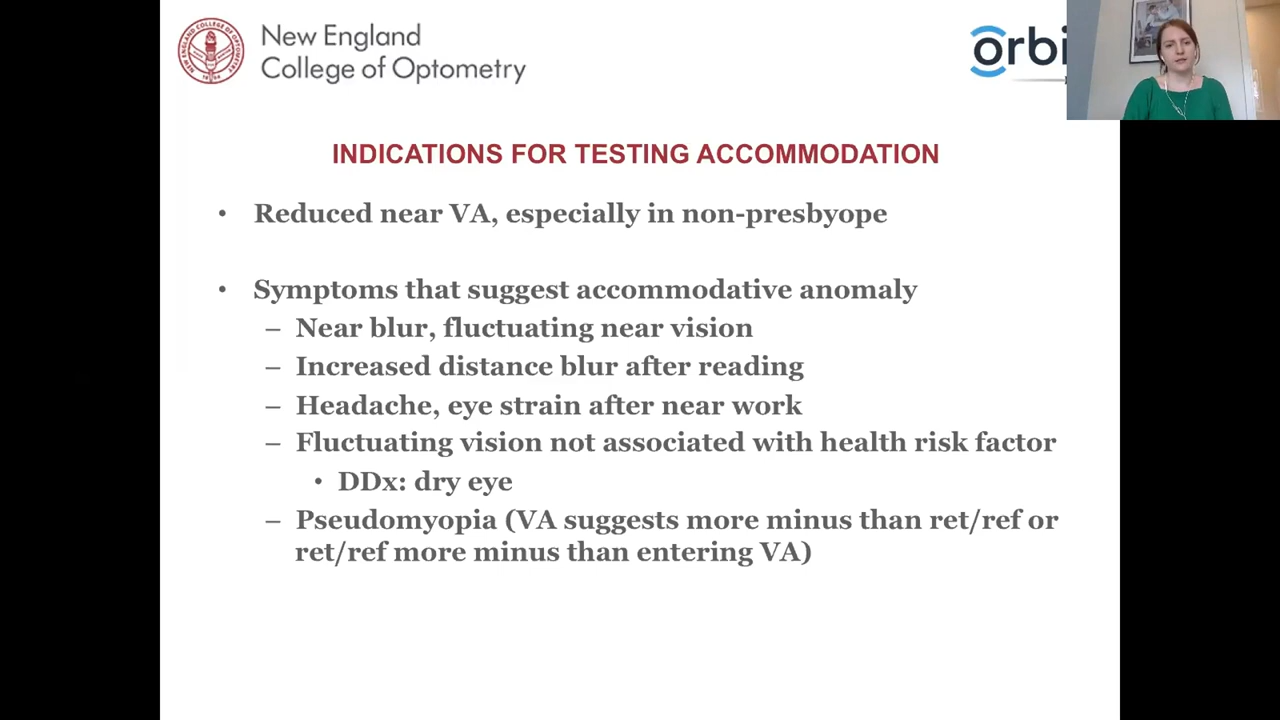 New England
College of Optometry
INDICATIONS FOR TESTING ACCOMMODATION
• Reduced near VA, especially in non-presbyope
• Symptoms that suggest accommodative anomaly
– Near blur, fluctuating near vision
– Increased distance blur after reading
– Headache, eye strain after near work
– Fluctuating vision not associated with health risk factor
• DDx: dry eye
– Pseudomyopia (VA suggests more minus than ret/ref or
ret/ref more minus than entering VA)